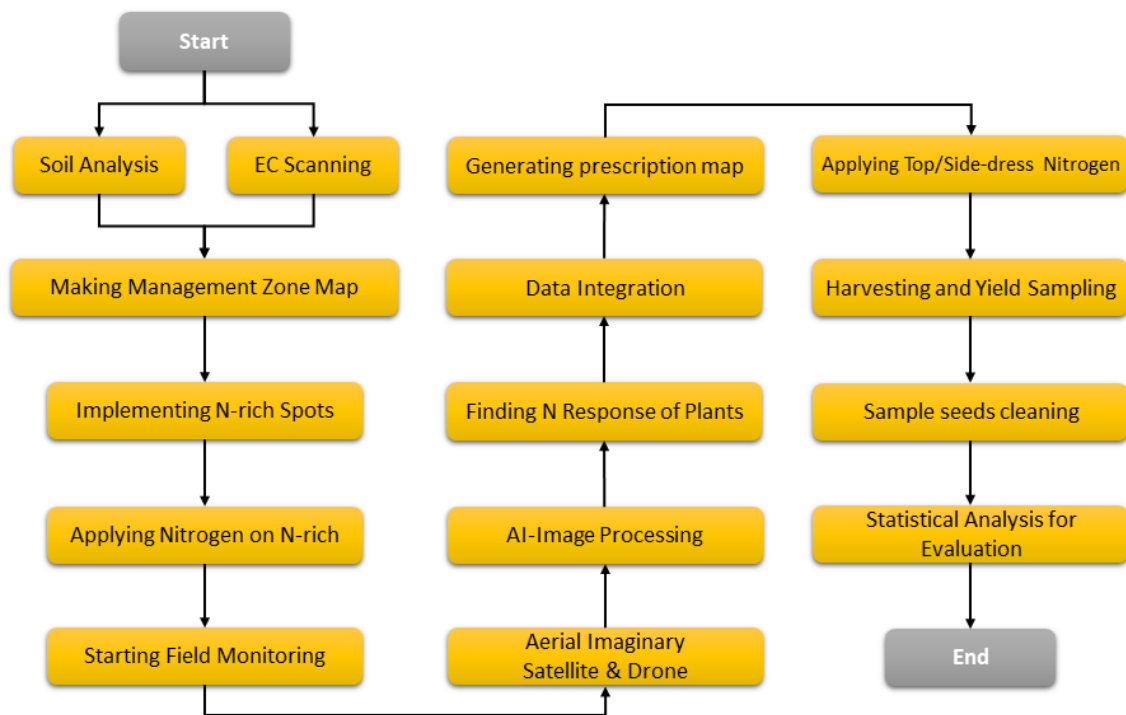 Start
Soil Analysis
EC Scanning
Making Management Zone Map
Implementing N-rich Spots
Applying Nitrogen on N-rich
Starting Field Monitoring
Aerial Imaginary
Satellite & Drone
AI-Image Processing
Finding N Response of Plants
Data Integration
Generating prescription map
Applying Top/Side-dress Nitrogen
Harvesting and Yield Sampling
Sample seeds cleaning
Statistical Analysis for
Evaluation
End